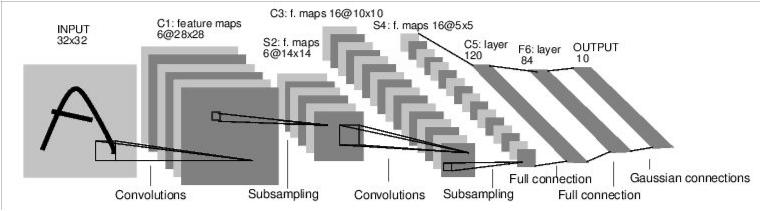 INPUT
32x32
C1: feature maps
6@28x28
S2: f. maps
6@14x14
C3: f. maps 16@10x10
S4: f. maps 16@5x5
C5: layer
120
F6: layer
84
OUTPUT
10
Convolutions
Subsampling
Convolutions
Subsampling
Full connection
Full connection
Gaussian connections
A